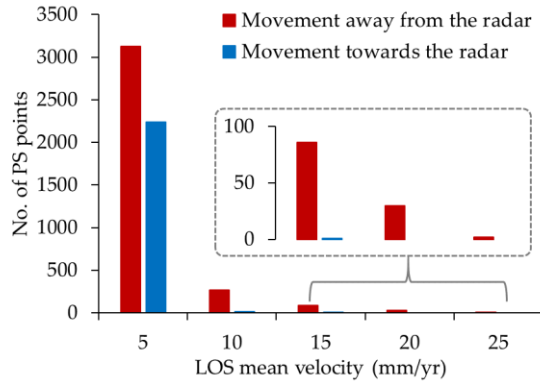 Movement away from the radar
Movement towards the radar
No. of PS points
3500
3000
2500
2000
1500
1000
500
0
100
50
0
5 10 15 20 25
LOS mean velocity (mm/yr)